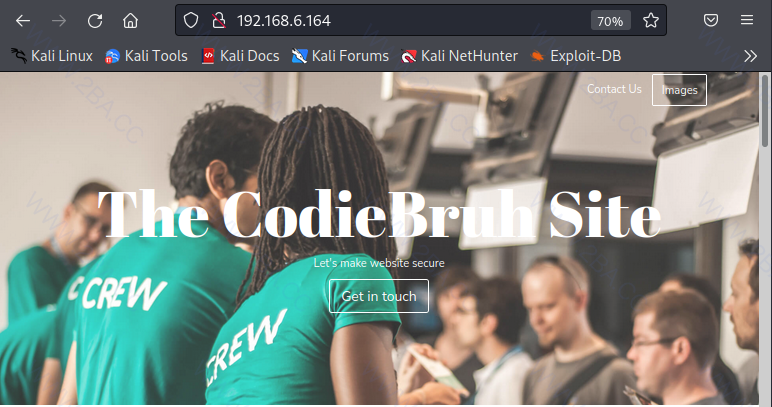 192.168.6.164
70%
Kali Linux
Kali Tools
Kali Docs
Kali Forums
Kali NetHunter
Exploit-DB
Contact Us
Images
The CodieBruh Site
Let's make website secure
Get in touch
CREW
CREW